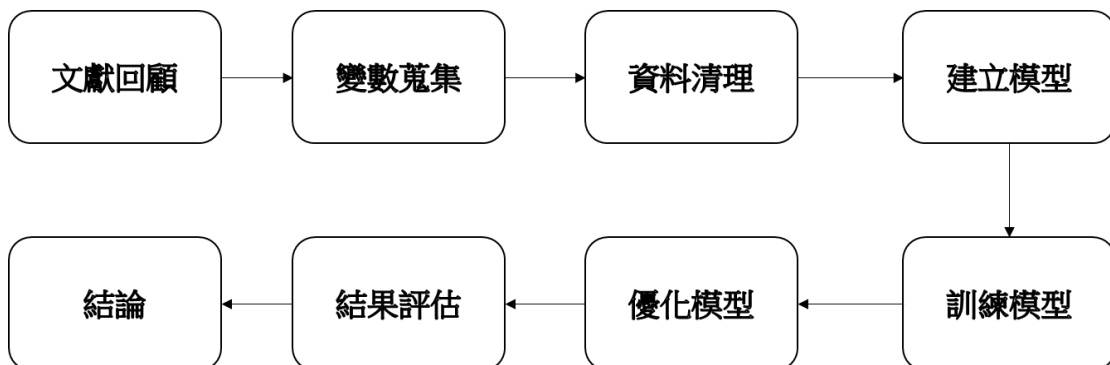 文獻回顧
變數蒐集
資料清理
建立模型
訓練模型
優化模型
結果評估
結論